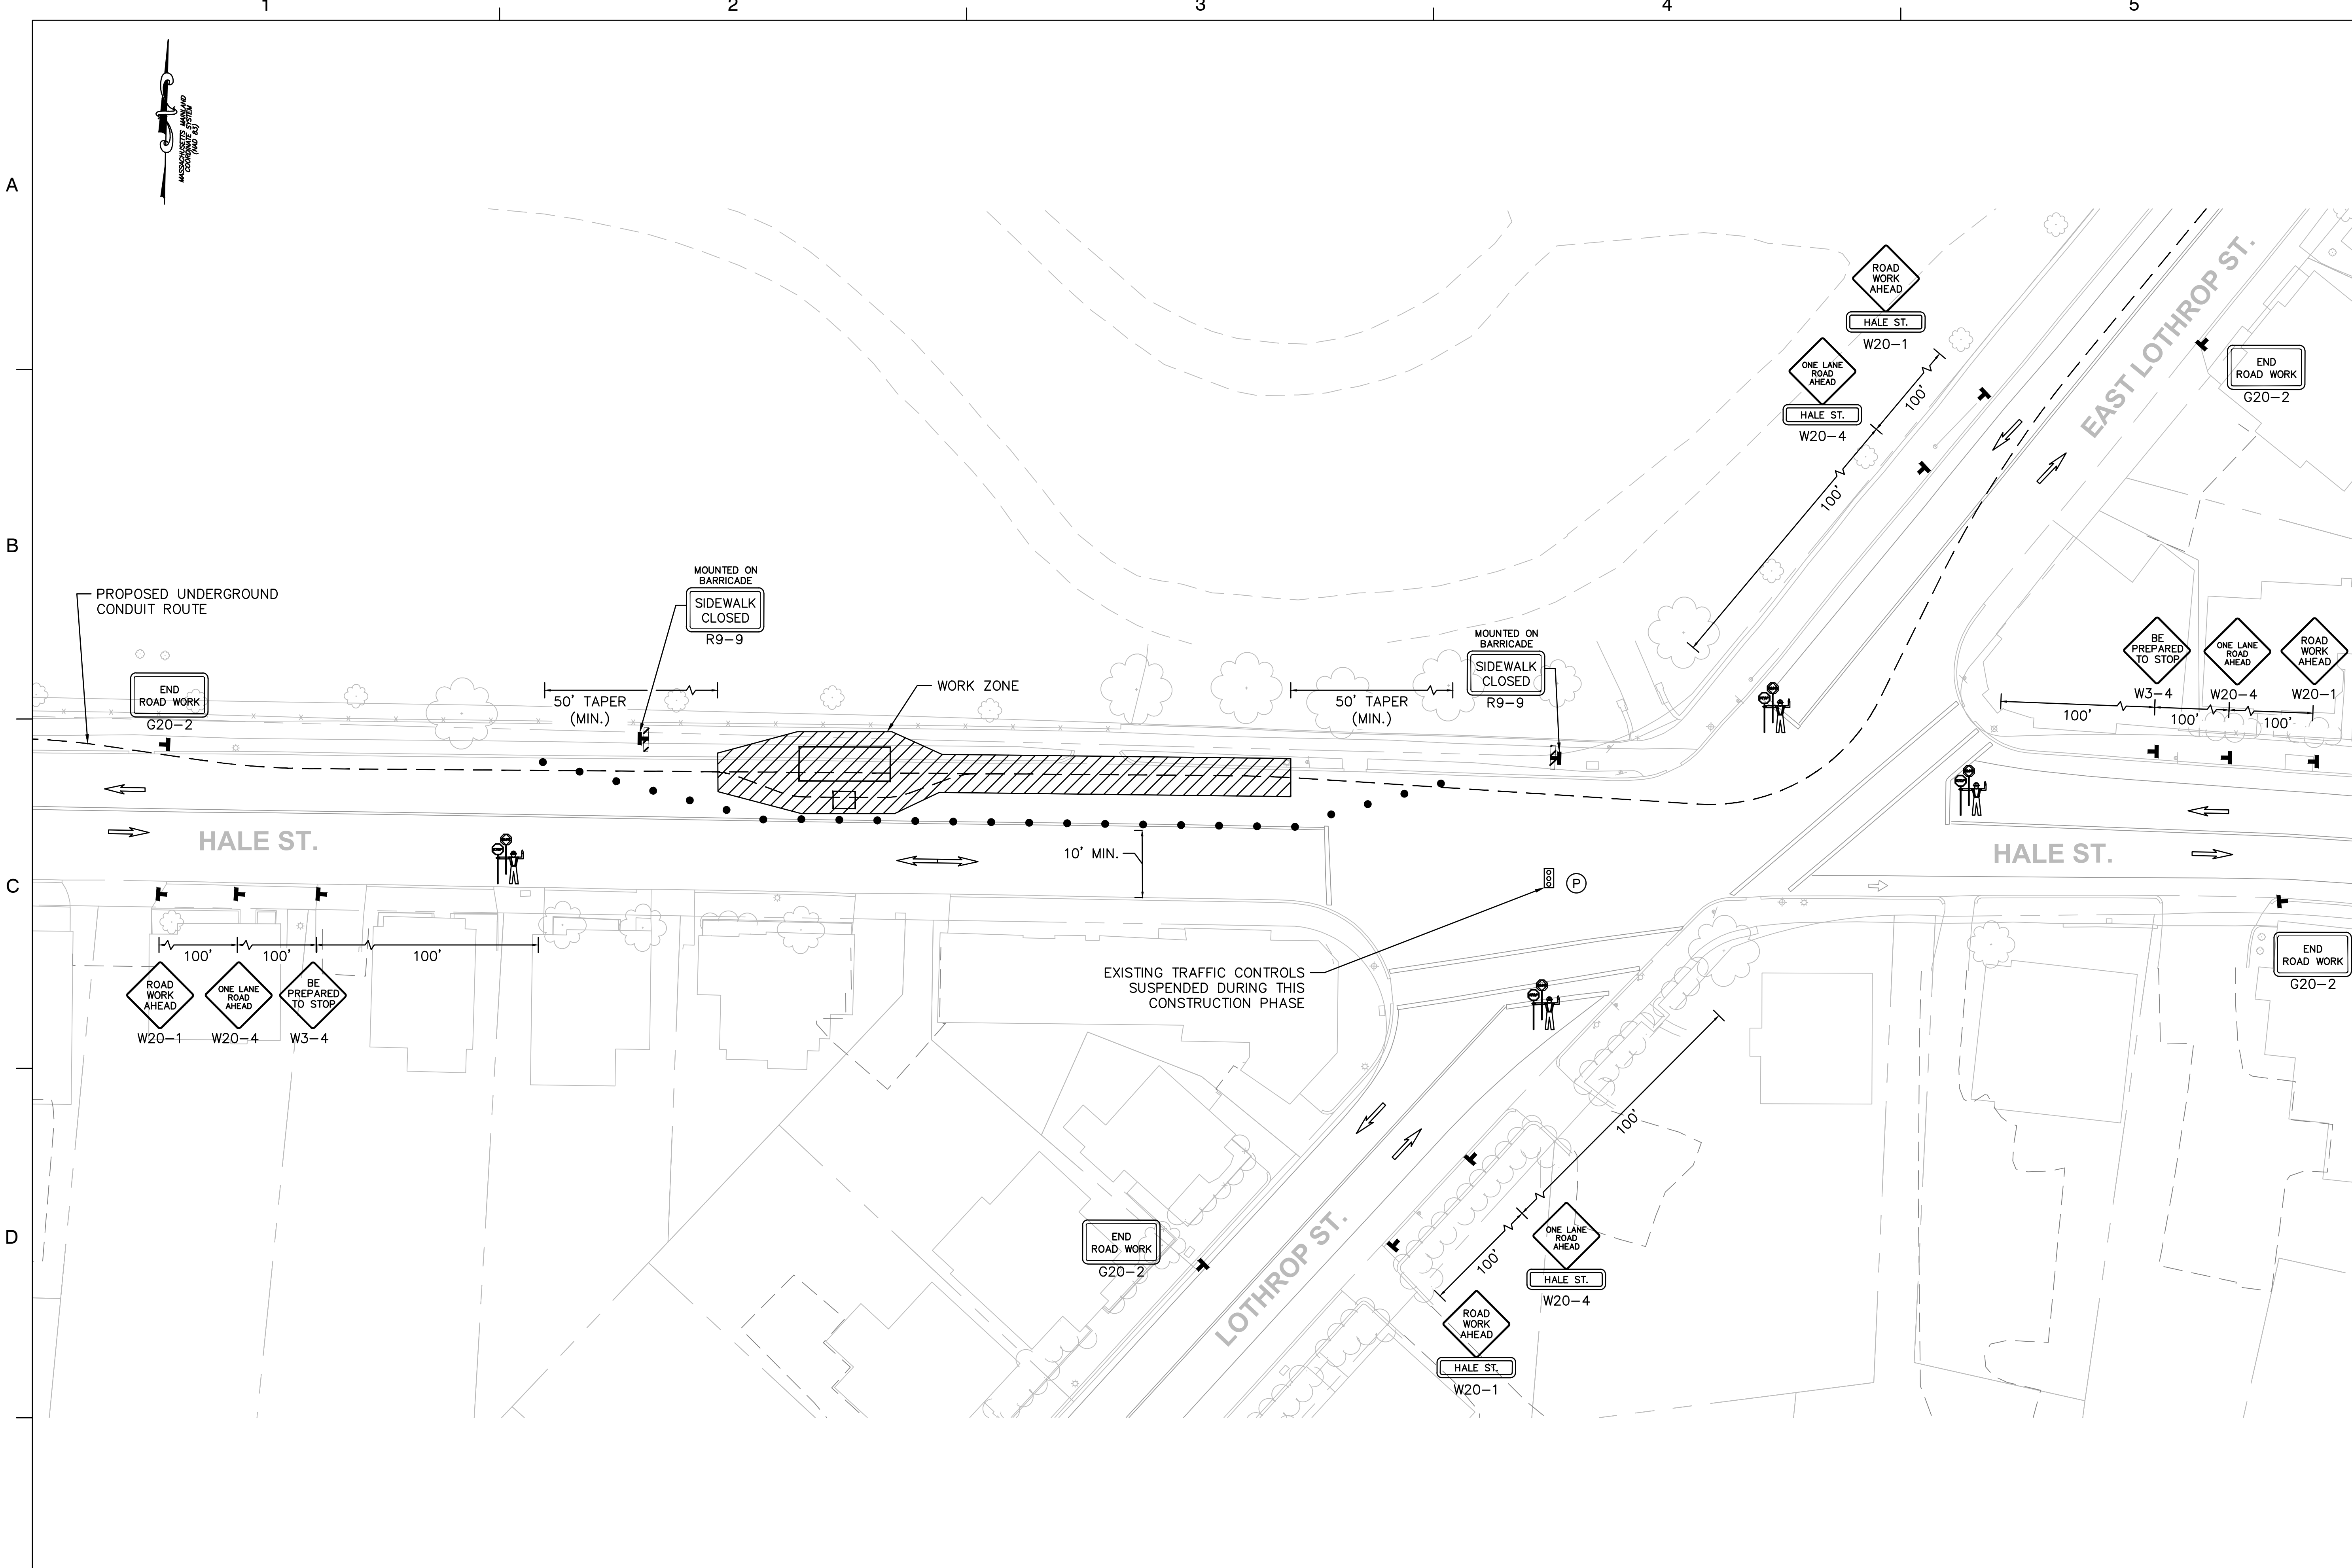 1
2
3
4
5
A
B
C
D
MASSACHUSETTS MAINLAND
COORDINATE SYSTEM
(NAD 83)
ROAD
WORK
AHEAD
HALE ST.
W20-1
ONE LANE
ROAD
AHEAD
HALE ST.
W20-4
100'
100'
EAST LOTHROP ST.
END
ROAD WORK
G20-2
PROPOSED UNDERGROUND
CONDUIT ROUTE
END
ROAD WORK
G20-2
MOUNTED ON
BARRICADE
SIDEWALK
CLOSED
R9-9
50' TAPER
(MIN.)
WORK ZONE
50' TAPER
(MIN.)
MOUNTED ON
BARRICADE
SIDEWALK
CLOSED
R9-9
BE
PREPARED
TO STOP
W3-4
ONE LANE
ROAD
AHEAD
W20-4
ROAD
WORK
AHEAD
W20-1
100'
100'
100'
HALE ST.
10' MIN.
P
HALE ST.
100'
100'
100'
ROAD
WORK
AHEAD
W20-1
ONE LANE
ROAD
AHEAD
W20-4
BE
PREPARED
TO STOP
W3-4
EXISTING TRAFFIC CONTROLS
SUSPENDED DURING THIS
CONSTRUCTION PHASE
END
ROAD WORK
G20-2
100'
100'
END
ROAD WORK
G20-2
LOTHROP ST.
ONE LANE
ROAD
AHEAD
HALE ST.
W20-4
ROAD
WORK
AHEAD
HALE ST.
W20-1